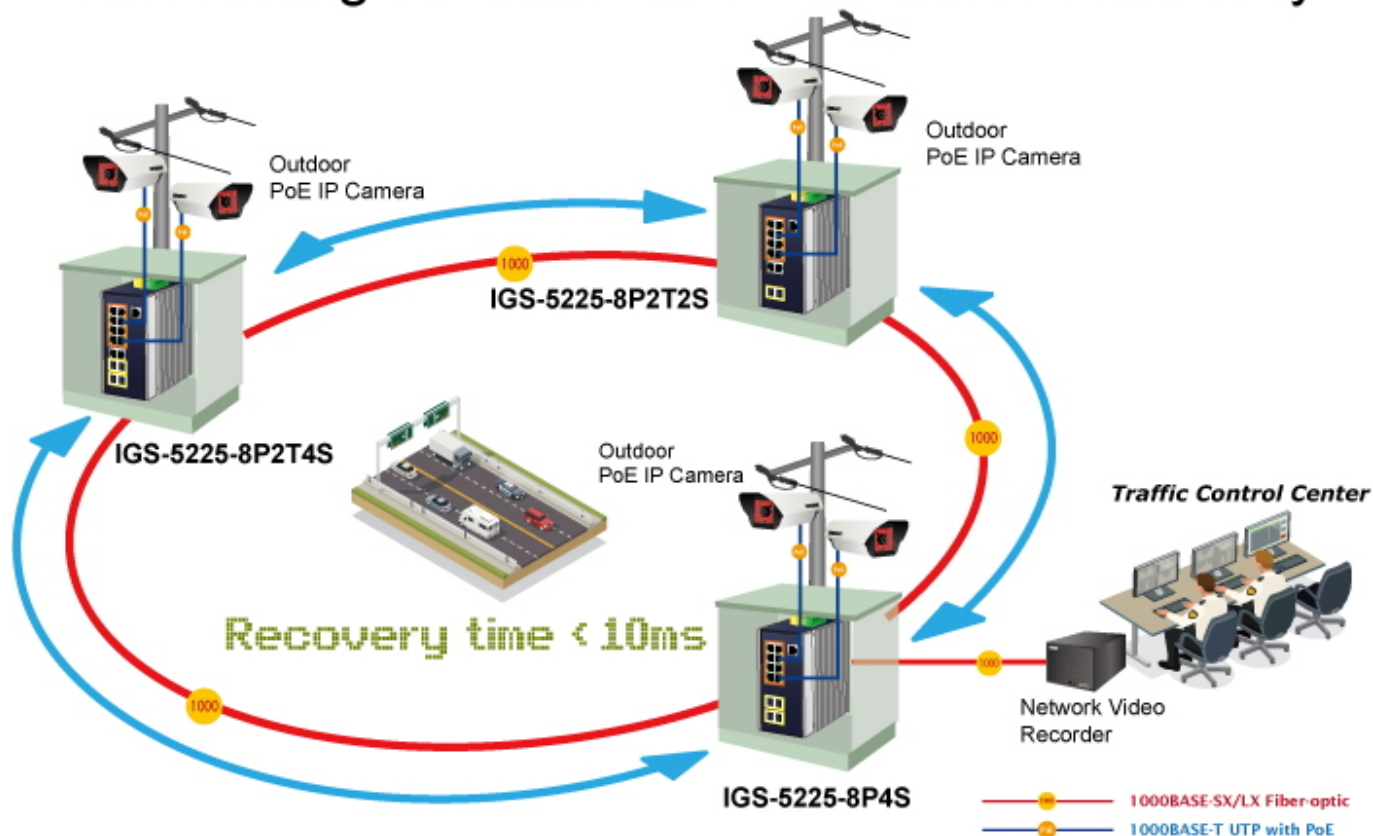 Outdoor
PoE IP Camera
Outdoor
PoE IP Camera
1000
IGS-5225-8P2T2S
IGS-5225-8P2T4S
Outdoor
PoE IP Camera
1000
Traffic Control Center
Recovery time < 10ms
1000
1000
Network Video
Recorder
IGS-5225-8P4S
1000 1000BASE-SX/LX Fiber-optic
PoE 1000BASE-T UTP with PoE